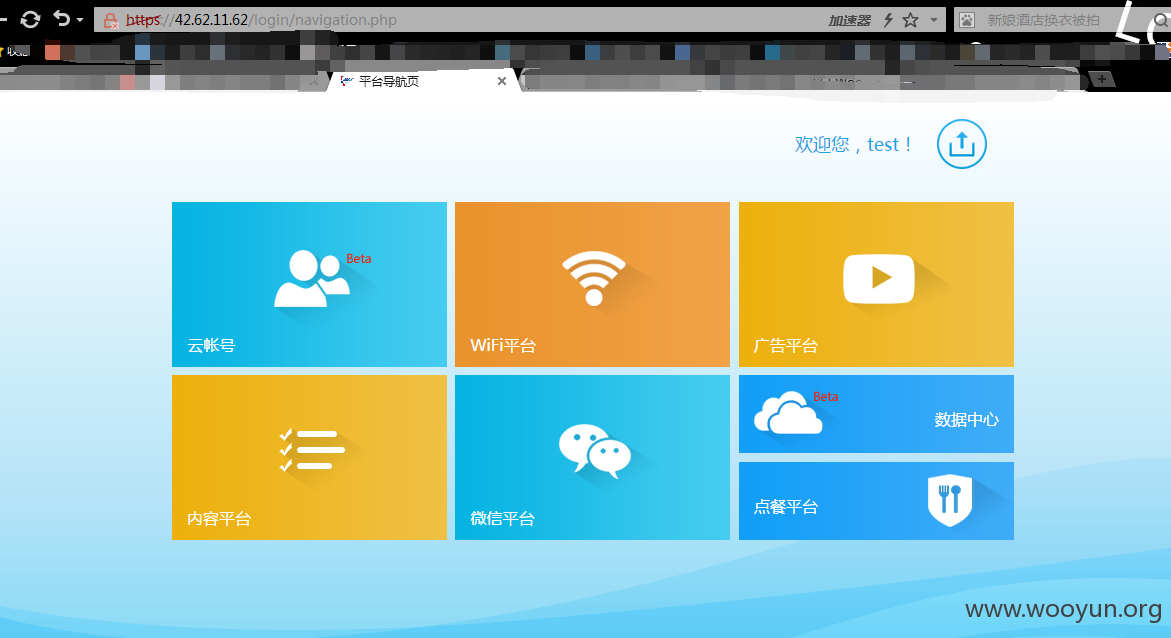 https://42.62.11.62/login/navigation.php
加速器
新娘酒店换衣被拍
平台导航页
欢迎您，test！
Beta
云帐号
WiFi平台
广告平台
内容平台
微信平台
Beta
数据中心
点餐平台
www.wooyun.org